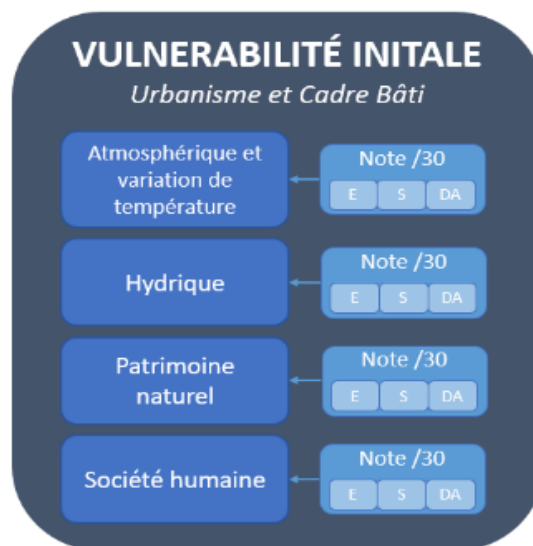 VULNERABILITÉ INITALE
Urbanisme et Cadre Bâti
Atmosphérique et
variation de
température
Note /30
E S DA
Hydrique
Note /30
E S DA
Patrimoine
naturel
Note /30
E S DA
Société humaine
Note /30
E S DA